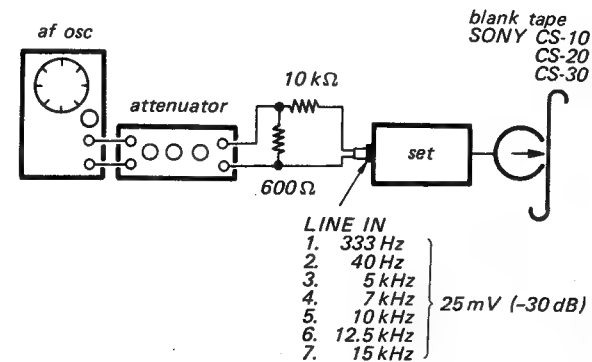 blank tape
SONY CS-10
CS-20
CS-30
af osc
attenuator
10 kΩ
600 Ω
set
LINE IN
1. 333 Hz
2. 40 Hz
3. 5 kHz
4. 7 kHz
5. 10 kHz
6. 12.5 kHz
7. 15 kHz
25 mV (–30 dB)